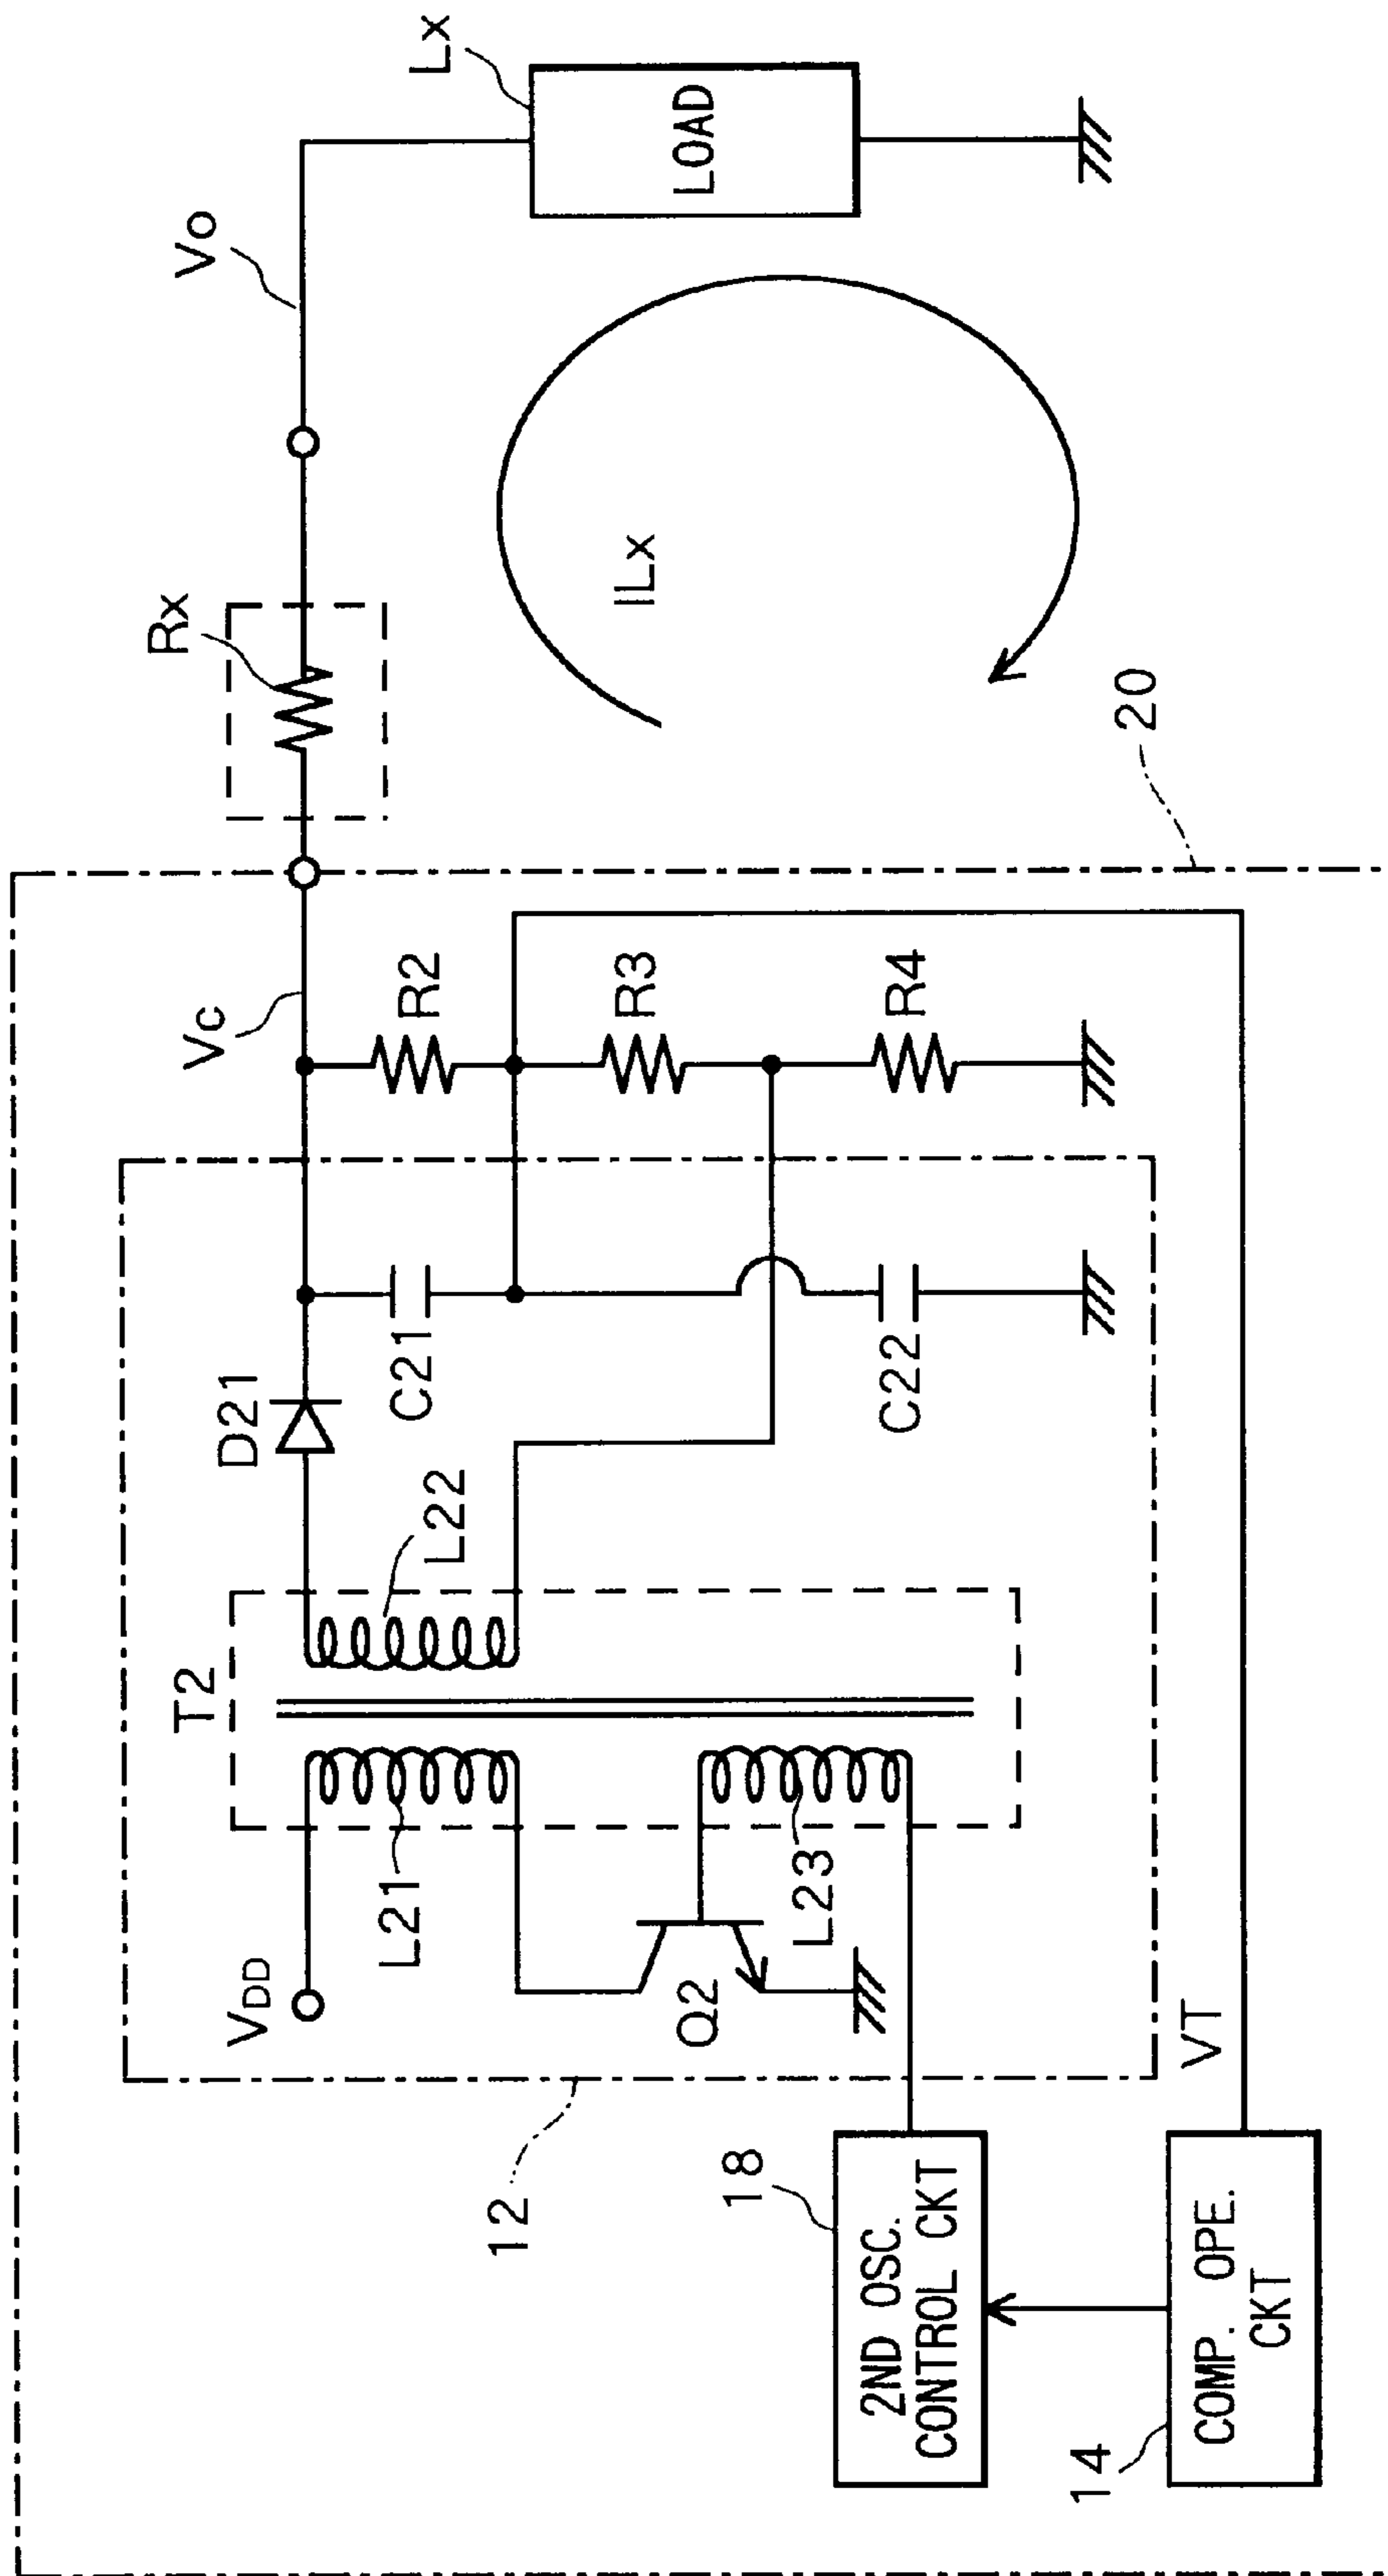 Lx
LOAD
Vo
Rx
ILx
20
Vc
R2
R3
R4
D21
C21
C22
L22
T2
L21
L23
VDD
Q2
12
VT
18
2ND OSC.
CONTROL CKT
14
COMP. OPE.
CKT